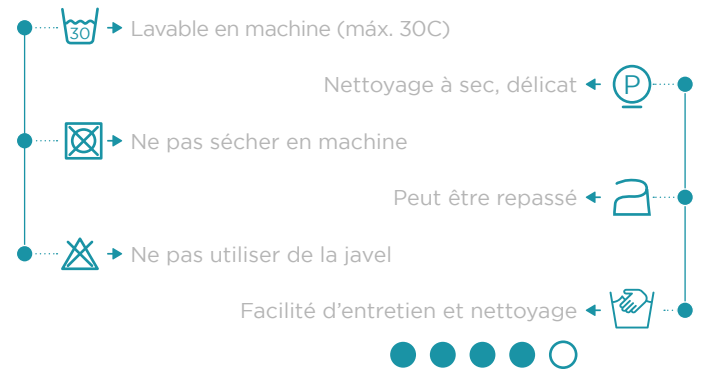 30 Lavable en machine (máx. 30C)
Nettoyage à sec, délicat P
Ne pas sécher en machine
Peut être repassé
Ne pas utiliser de la javel
Facilité d'entretien et nettoyage